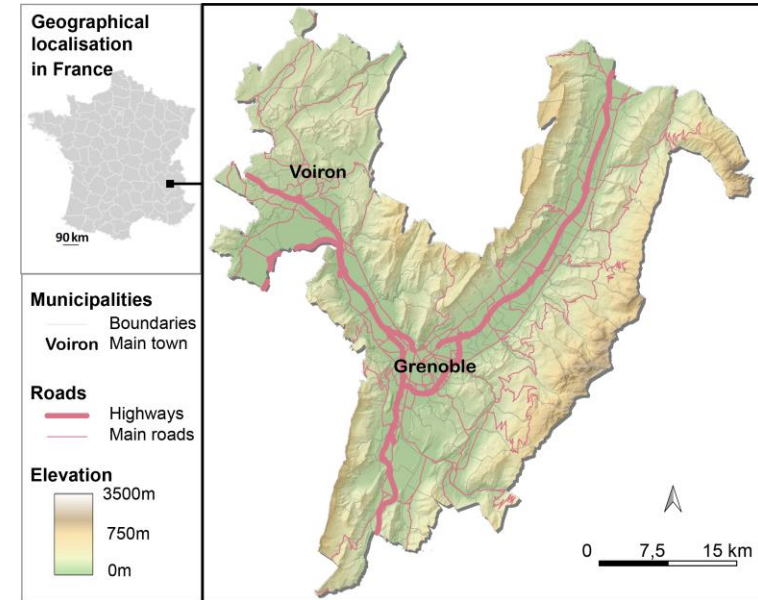 Geographical
localisation
in France
90 km
Municipalities
Boundaries
Voiron Main town
Roads
Highways
Main roads
Elevation
3500m
750m
0m
Voiron
Grenoble
0 7,5 15 km